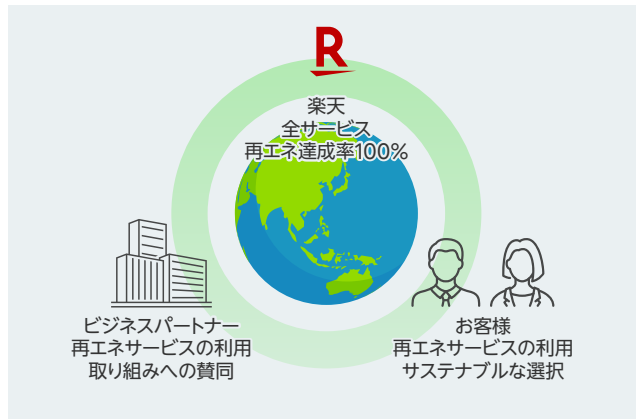 R
楽天
全サービス
再エネ達成率100%
ビジネスパートナー
再エネサービスの利用
取り組みへの賛同
お客様
再エネサービスの利用
サステナブルな選択